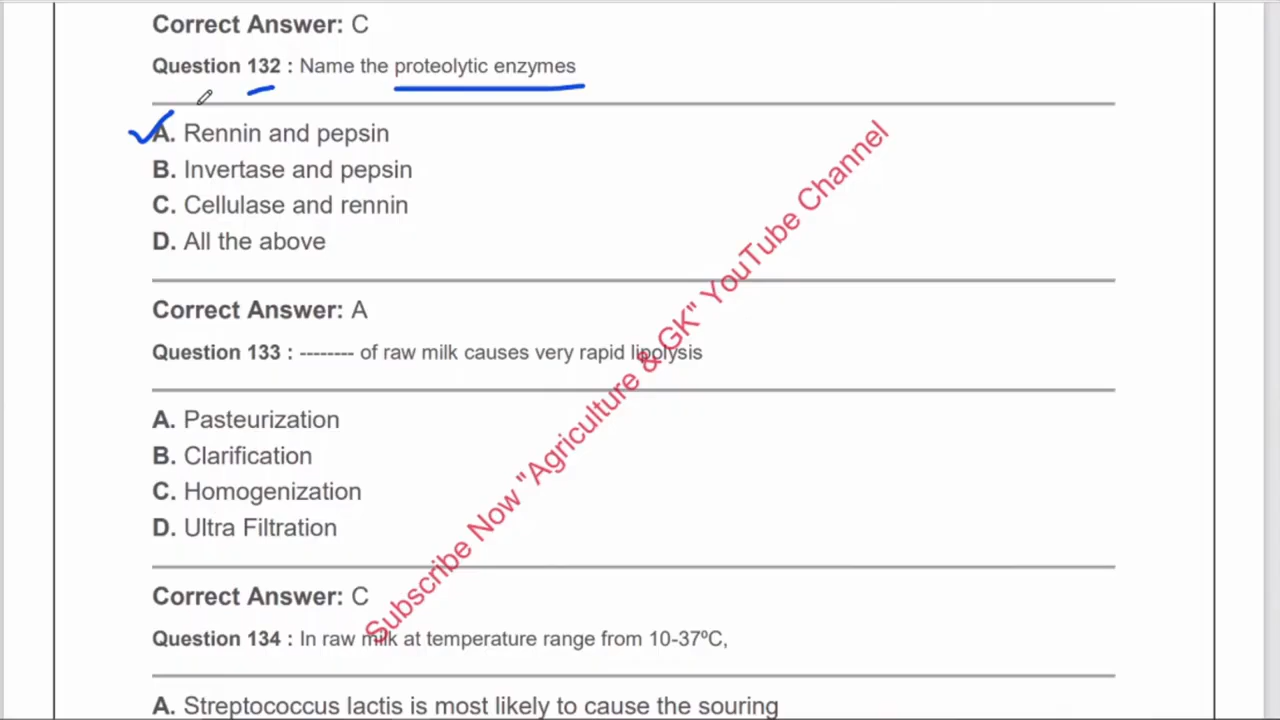 Correct Answer: C
Question 132 : Name the proteolytic enzymes
A. Rennin and pepsin
B. Invertase and pepsin
C. Cellulase and rennin
D. All the above
Correct Answer: A
Question 133 : -------- of raw milk causes very rapid lipolysis
A. Pasteurization
B. Clarification
C. Homogenization
D. Ultra Filtration
Correct Answer: C
Question 134 : In raw milk at temperature range from 10-37ºC,
A. Streptococcus lactis is most likely to cause the souring
Subscribe Now "Agriculture & GK" YouTube Channel